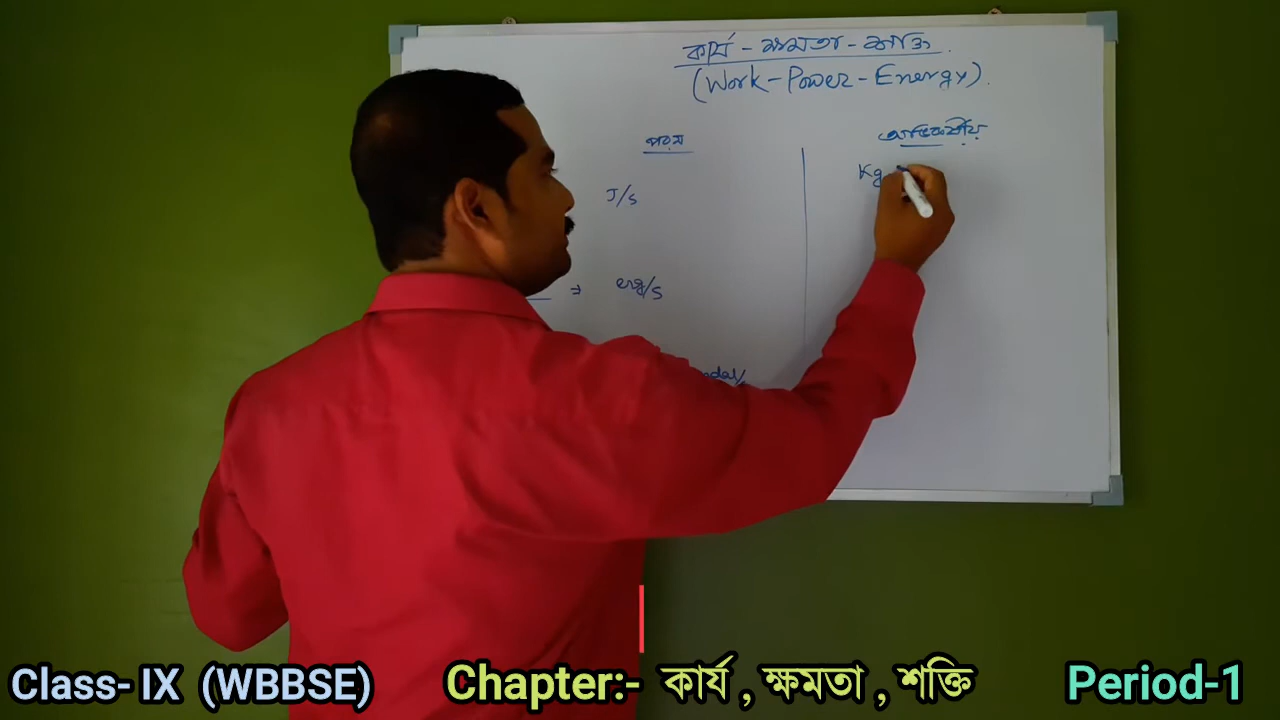 কার্য - ক্ষমতা - শক্তি.
(Work - Power - Energy).
পরম
অভিকর্ষীয়
Kg
J/s
⇒ erg/s
Class- IX (WBBSE)
Chapter:- কার্য , ক্ষমতা , শক্তি
Period-1